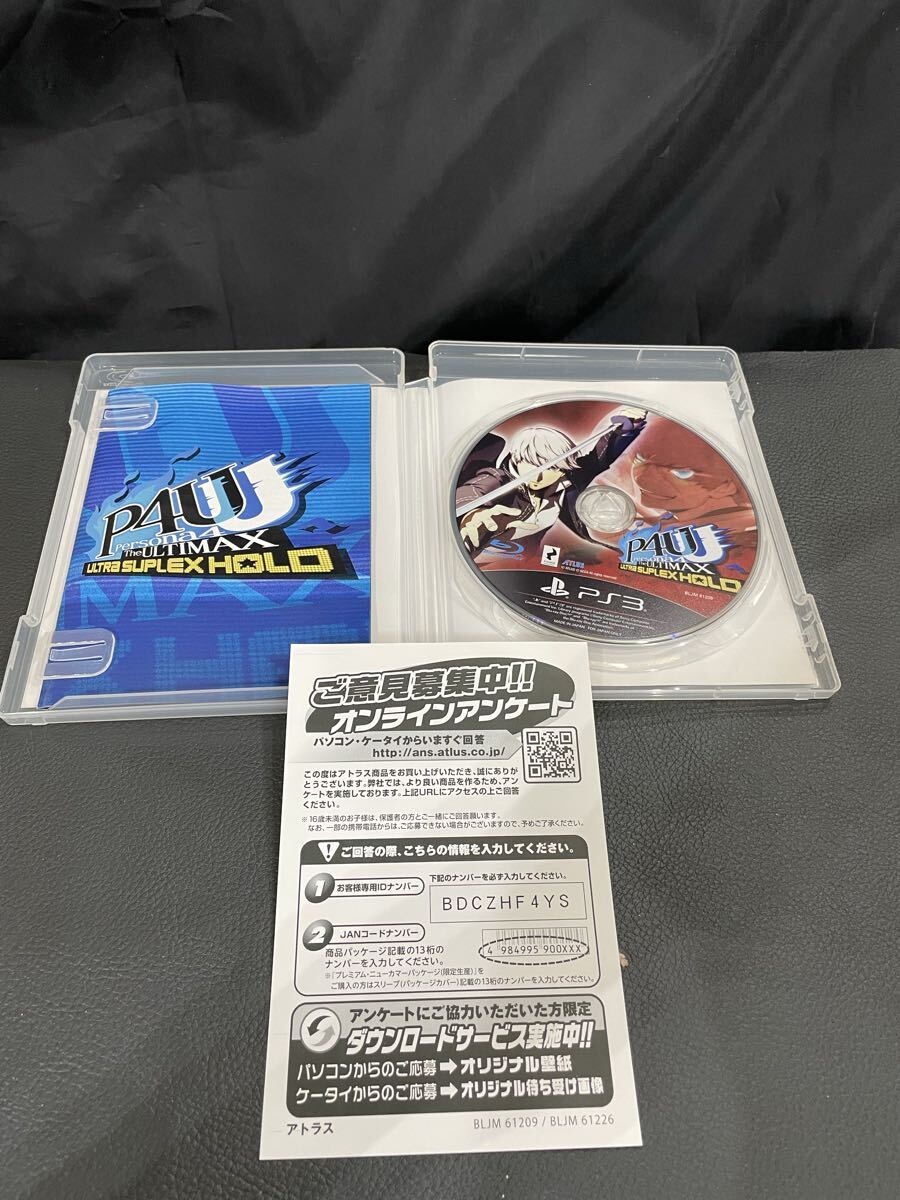 P4UU
Persona4
The ULTIMAX
ULTRA SUPLEX HOLD
P4UU
Persona4
The ULTIMAX
ULTRA SUPLEX HOLD
ATLUS
PS3
MADE IN JAPAN FOR JAPAN ONLY
ご意見募集中!!
オンラインアンケート
パソコン・ケータイからいますぐ回答
http://ans.atlus.co.jp/
この度はアトラス商品をお買い上げいただき、誠にありが
とうございます。弊社では、より良い商品を作るため、アン
ケートを実施しております。上記URLにアクセスの上ご回答
ください。
※16歳未満のお子様は、保護者の方とご一緒にご回答願います。
なお、一部の携帯電話からは、ご応募できない場合がございますので、予めご了承ください。
! ご回答の際、こちらの情報を入力してください。
1 お客様専用IDナンバー
下記のナンバーを必ず入力してください。
BDCZHF4YS
2 JANコードナンバー
商品パッケージ記載の13桁の
ナンバーを入力してください。
4 984995 900XXX
※『プレミアム・ニューカマーパッケージ(限定生産)』を
ご購入の方はスリーブ(パッケージカバー)記載の13桁のナンバーを入力してください。
アンケートにご協力いただいた方限定
ダウンロードサービス実施中!!
パソコンからのご応募➡オリジナル壁紙
ケータイからのご応募➡オリジナル待ち受け画像
アトラス
BLJM 61209 / BLJM 61226